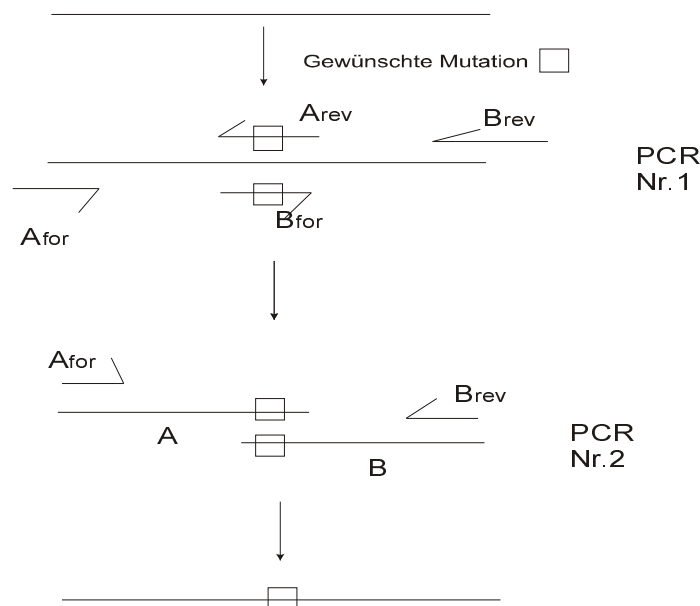 Gewünschte Mutation
Arev
Brev
PCR
Nr.1
Afor
Bfor
Afor
Brev
A
B
PCR
Nr.2